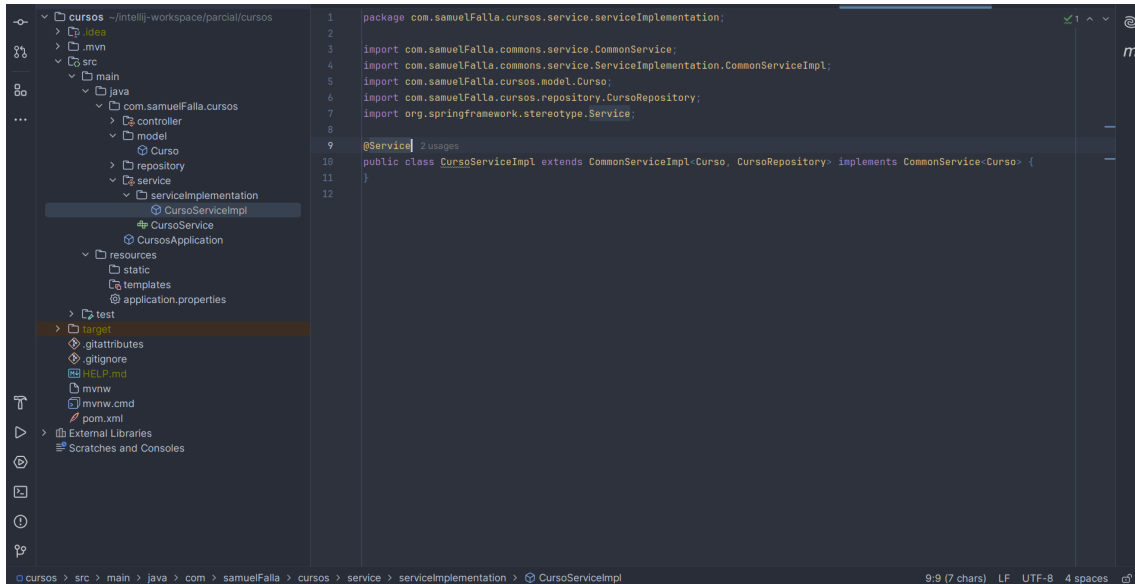 cursos ~/intellij-workspace/parcial/cursos
.idea
.mvn
src
main
java
com.samuelFalla.cursos
controller
model
Curso
repository
service
serviceImplementation
CursoServiceImpl
CursoService
CursosApplication
resources
static
templates
application.properties
test
target
.gitattributes
.gitignore
HELP.md
mvnw
mvnw.cmd
pom.xml
External Libraries
Scratches and Consoles
1 package com.samuelFalla.cursos.service.serviceImplementation;
2
3 import com.samuelFalla.commons.service.CommonService;
4 import com.samuelFalla.commons.service.ServiceImplementation.CommonServiceImpl;
5 import com.samuelFalla.cursos.model.Curso;
6 import com.samuelFalla.cursos.repository.CursoRepository;
7 import org.springframework.stereotype.Service;
8
9 @Service 2 usages
10 public class CursoServiceImpl extends CommonServiceImpl<Curso, CursoRepository> implements CommonService<Curso> {
11 }
12
1
m
cursos > src > main > java > com > samuelFalla > cursos > service > serviceImplementation > CursoServiceImpl 9:9 (7 chars) LF UTF-8 4 spaces